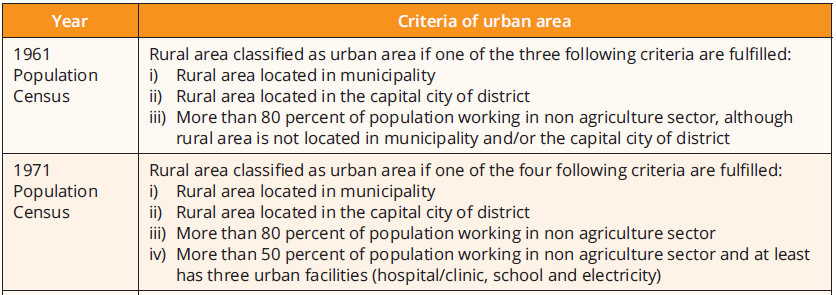 Year
Criteria of urban area
1961
Population
Census
Rural area classified as urban area if one of the three following criteria are fulfilled:
i) Rural area located in municipality
ii) Rural area located in the capital city of district
iii) More than 80 percent of population working in non agriculture sector, although
rural area is not located in municipality and/or the capital city of district
1971
Population
Census
Rural area classified as urban area if one of the four following criteria are fulfilled:
i) Rural area located in municipality
ii) Rural area located in the capital city of district
iii) More than 80 percent of population working in non agriculture sector
iv) More than 50 percent of population working in non agriculture sector and at least
has three urban facilities (hospital/clinic, school and electricity)